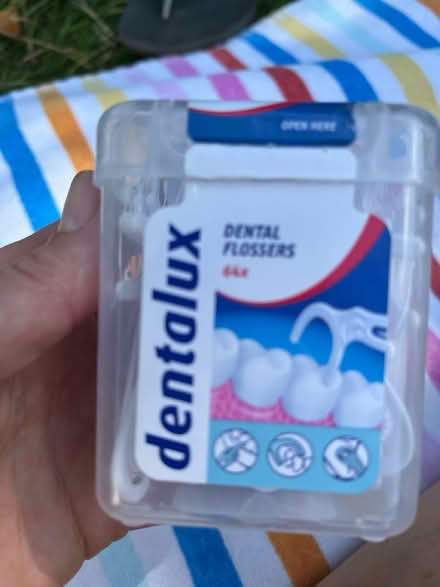 OPEN HERE
dentalux
DENTAL
FLOSSERS
64x